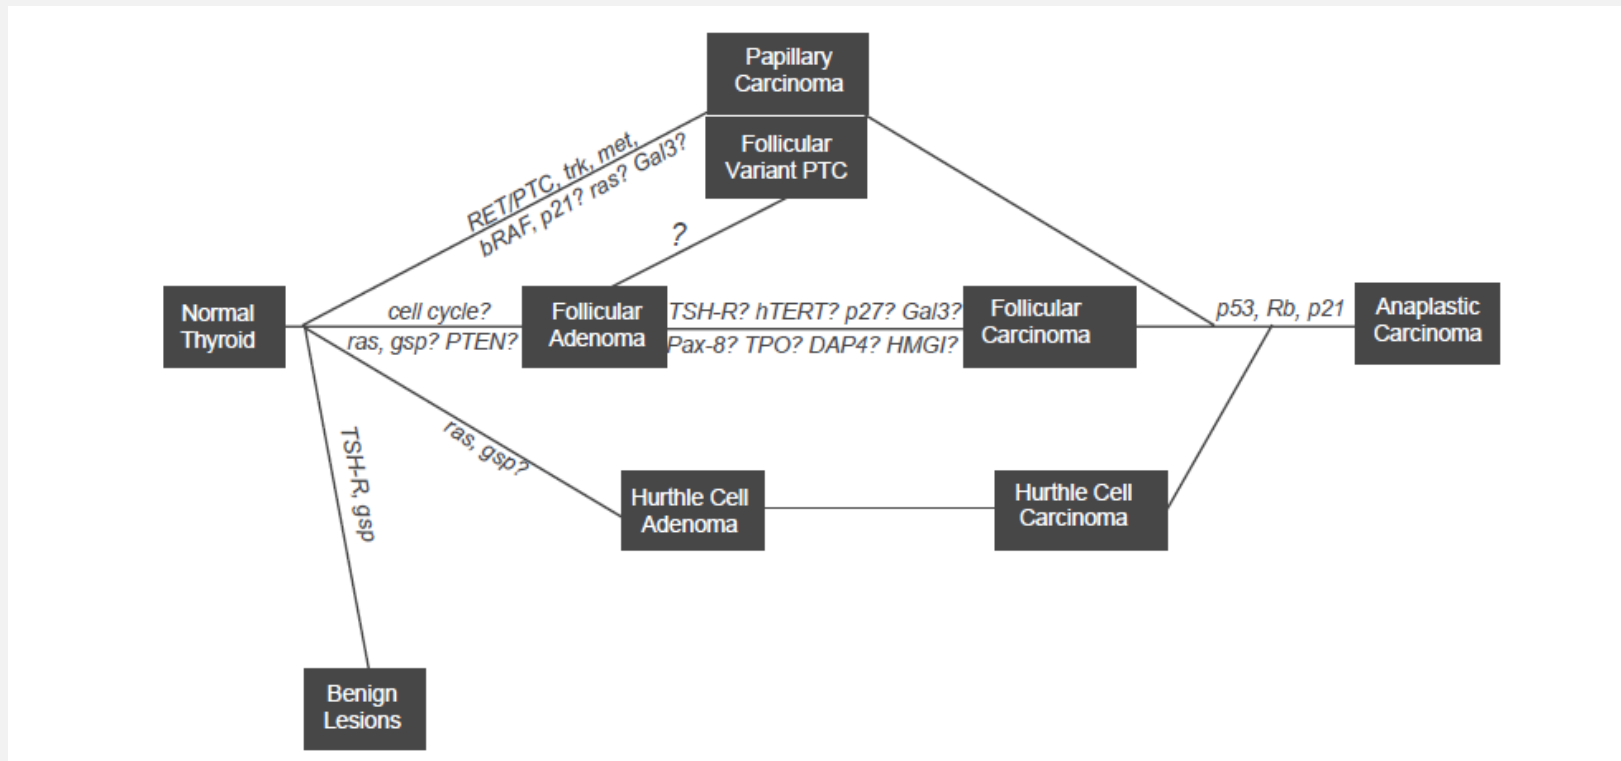 Papillary
Carcinoma
Follicular
Variant PTC
RET/PTC, trk, met,
bRAF, p21? ras? Gal3?
?
Normal
Thyroid
cell cycle?
ras, gsp? PTEN?
Follicular
Adenoma
TSH-R? hTERT? p27? Gal3?
Pax-8? TPO? DAP4? HMGI?
Follicular
Carcinoma
p53, Rb, p21
Anaplastic
Carcinoma
ras, gsp?
TSH-R, gsp
Hurthle Cell
Adenoma
Hurthle Cell
Carcinoma
Benign
Lesions